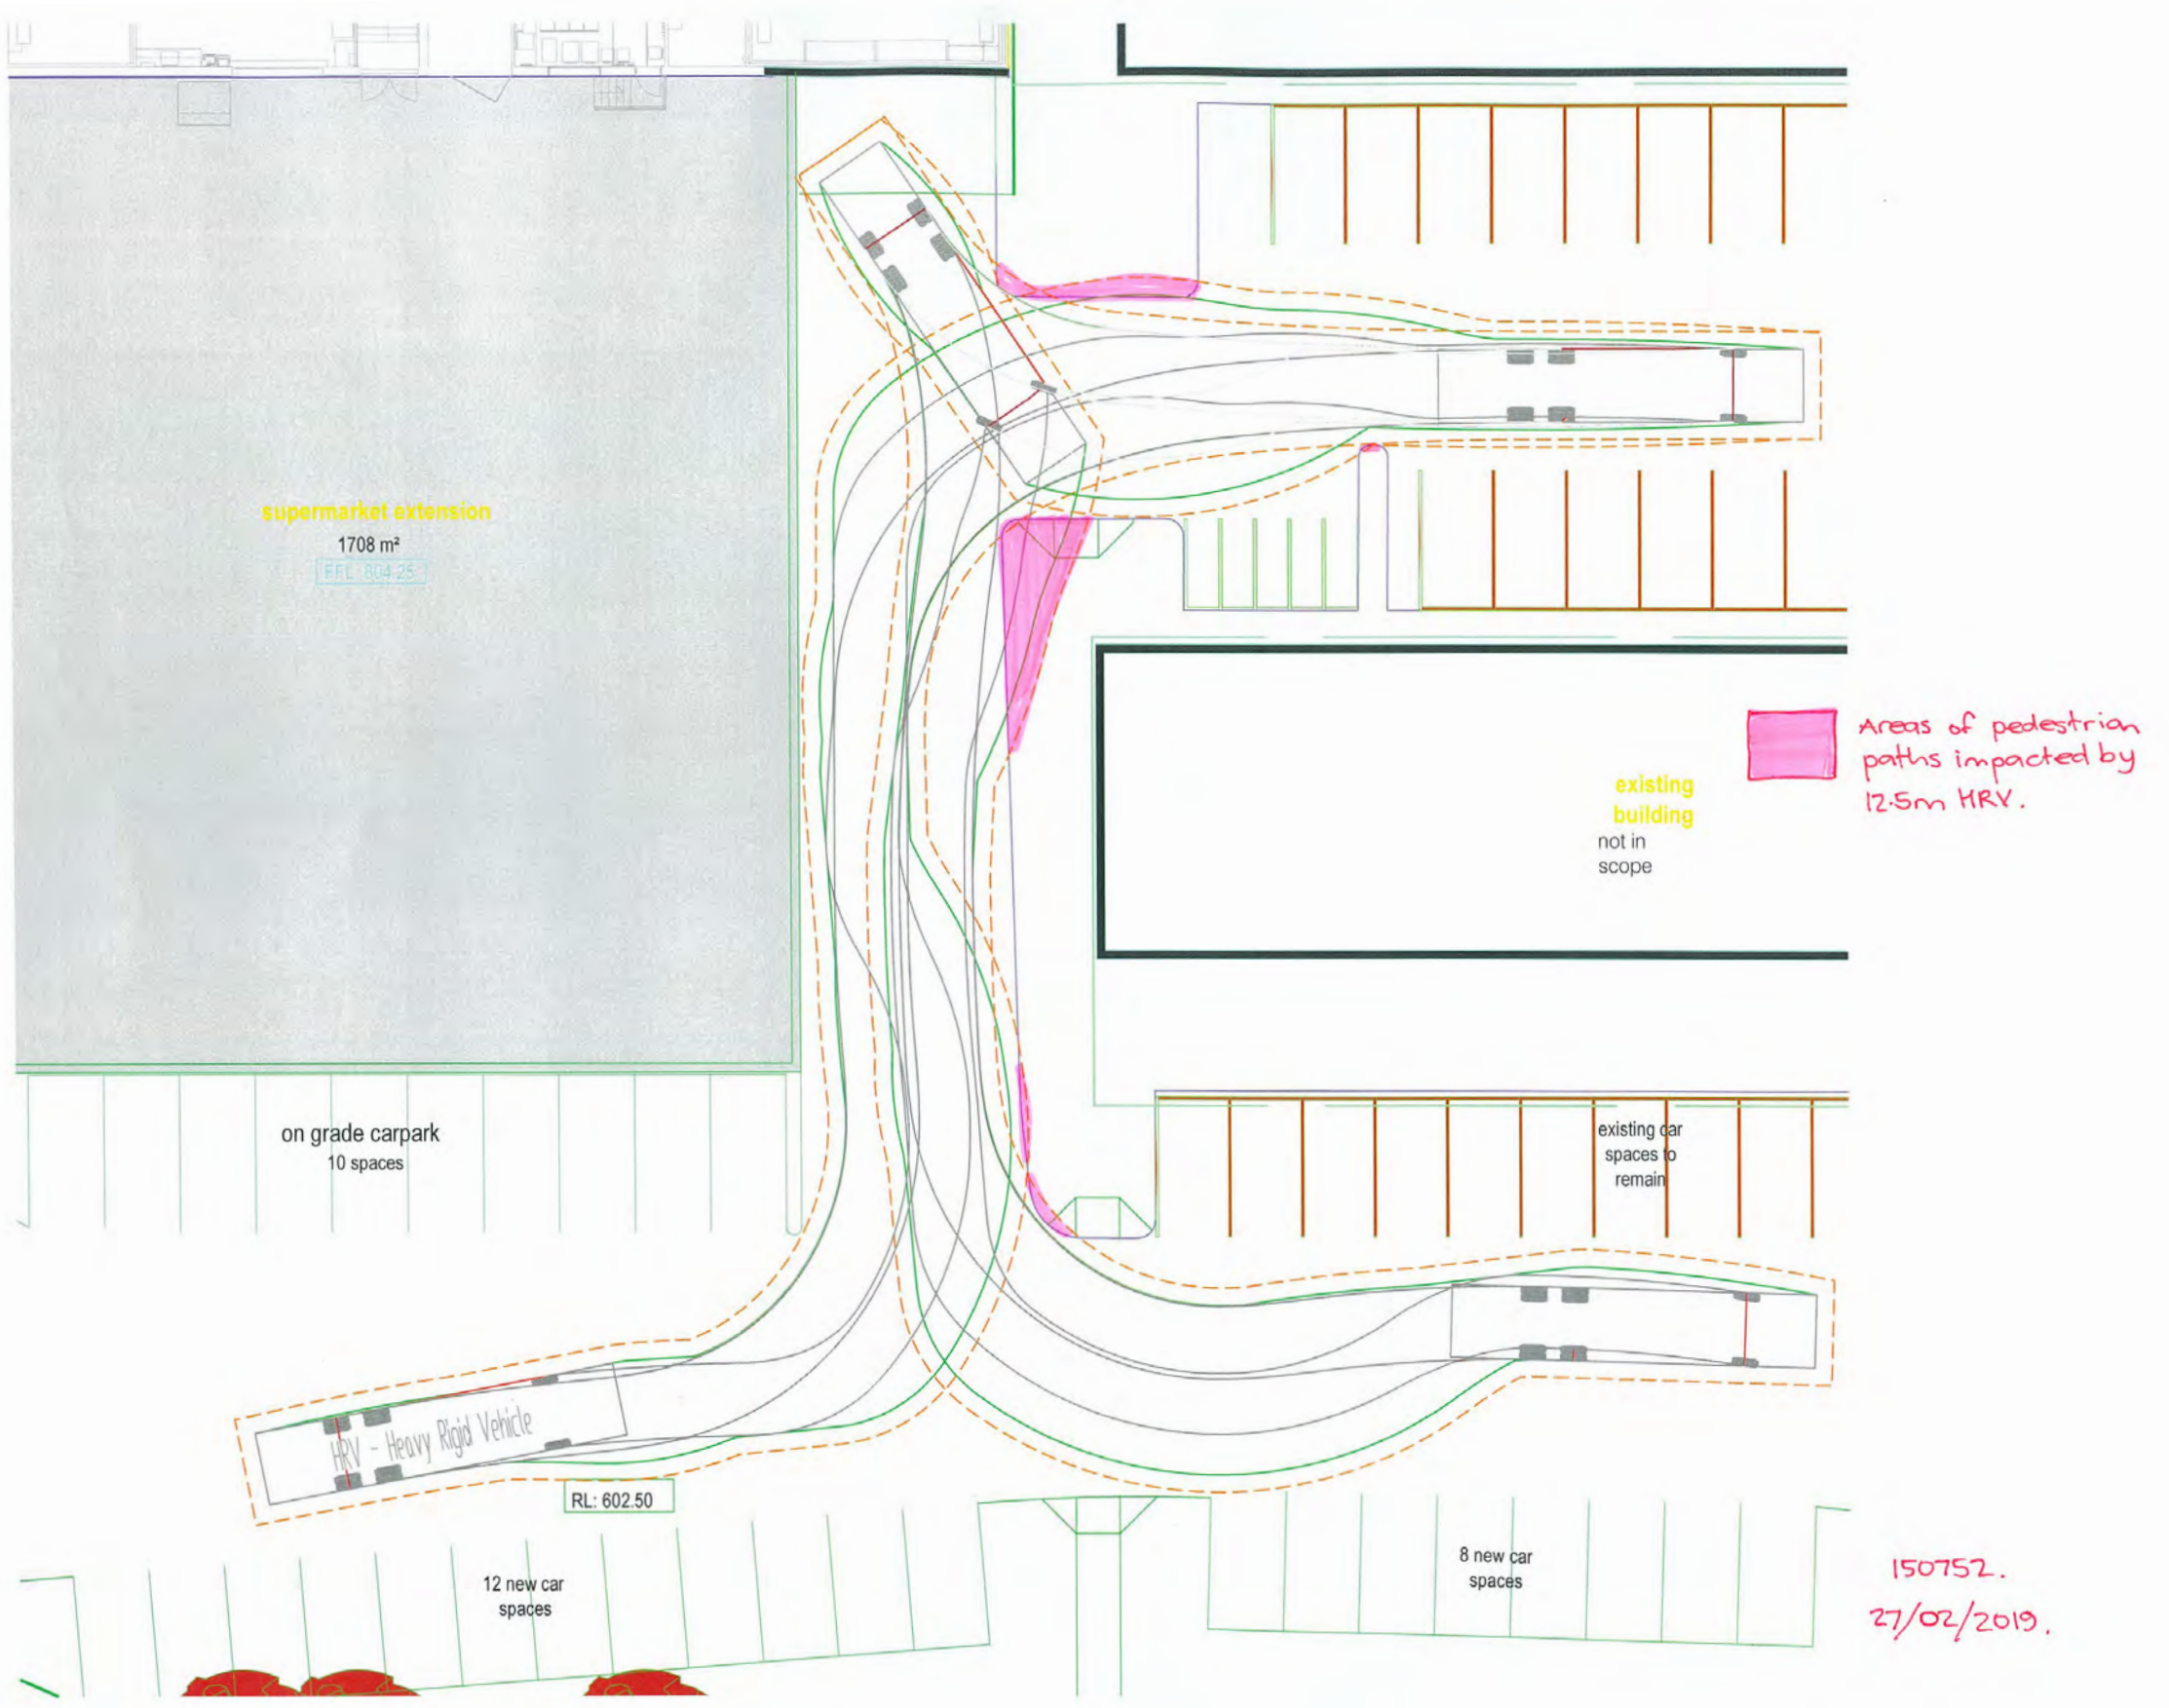 supermarket extension
1708 m²
FFL: 604.25
Areas of pedestrian
paths impacted by
12.5m HRV.
existing
building
not in
scope
on grade carpark
10 spaces
existing car
spaces to
remain
HRV - Heavy Rigid Vehicle
RL: 602.50
12 new car
spaces
8 new car
spaces
150752.
27/02/2019.